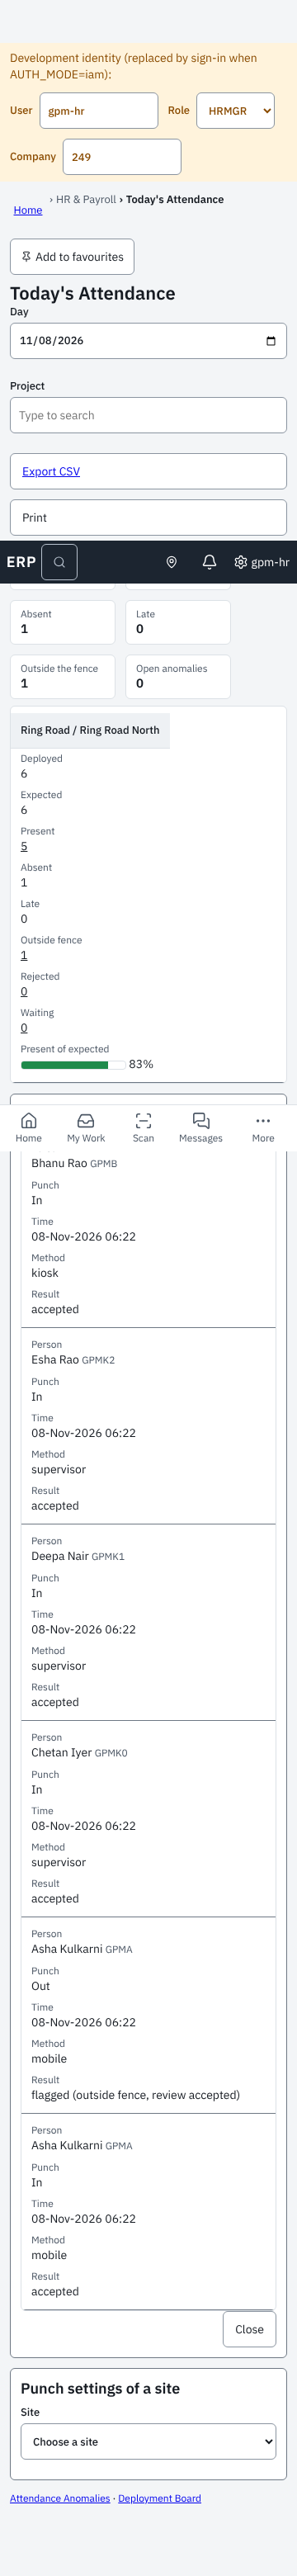 Development identity (replaced by sign-in when
AUTH_MODE=iam):
User gpm-hr Role HRMGR
Company 249
Home › HR & Payroll › Today's Attendance
Add to favourites
Today's Attendance
Day
11/08/2026
Project
Type to search
Export CSV
Print
ERP gpm-hr
Absent Late
1 0
Outside the fence Open anomalies
1 0
Ring Road / Ring Road North
Deployed
6
Expected
6
Present
5
Absent
1
Late
0
Outside fence
1
Rejected
0
Waiting
0
Present of expected
83%
Home My Work Scan Messages More
Bhanu Rao GPMB
Punch
In
Time
08-Nov-2026 06:22
Method
kiosk
Result
accepted
Person
Esha Rao GPMK2
Punch
In
Time
08-Nov-2026 06:22
Method
supervisor
Result
accepted
Person
Deepa Nair GPMK1
Punch
In
Time
08-Nov-2026 06:22
Method
supervisor
Result
accepted
Person
Chetan Iyer GPMK0
Punch
In
Time
08-Nov-2026 06:22
Method
supervisor
Result
accepted
Person
Asha Kulkarni GPMA
Punch
Out
Time
08-Nov-2026 06:22
Method
mobile
Result
flagged (outside fence, review accepted)
Person
Asha Kulkarni GPMA
Punch
In
Time
08-Nov-2026 06:22
Method
mobile
Result
accepted
Close
Punch settings of a site
Site
Choose a site
Attendance Anomalies · Deployment Board